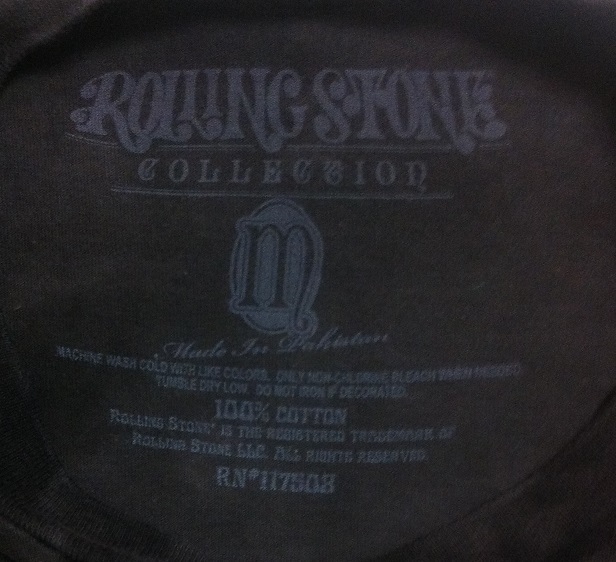 ROLLING STONE
COLLECTION
M
Made In Pakistan
MACHINE WASH COLD WITH LIKE COLORS. ONLY NON-CHLORINE BLEACH WHEN NEEDED.
TUMBLE DRY LOW. DO NOT IRON IF DECORATED.
100% COTTON
ROLLING STONE® IS THE REGISTERED TRADEMARK OF
ROLLING STONE LLC. ALL RIGHTS RESERVED.
RN#117508